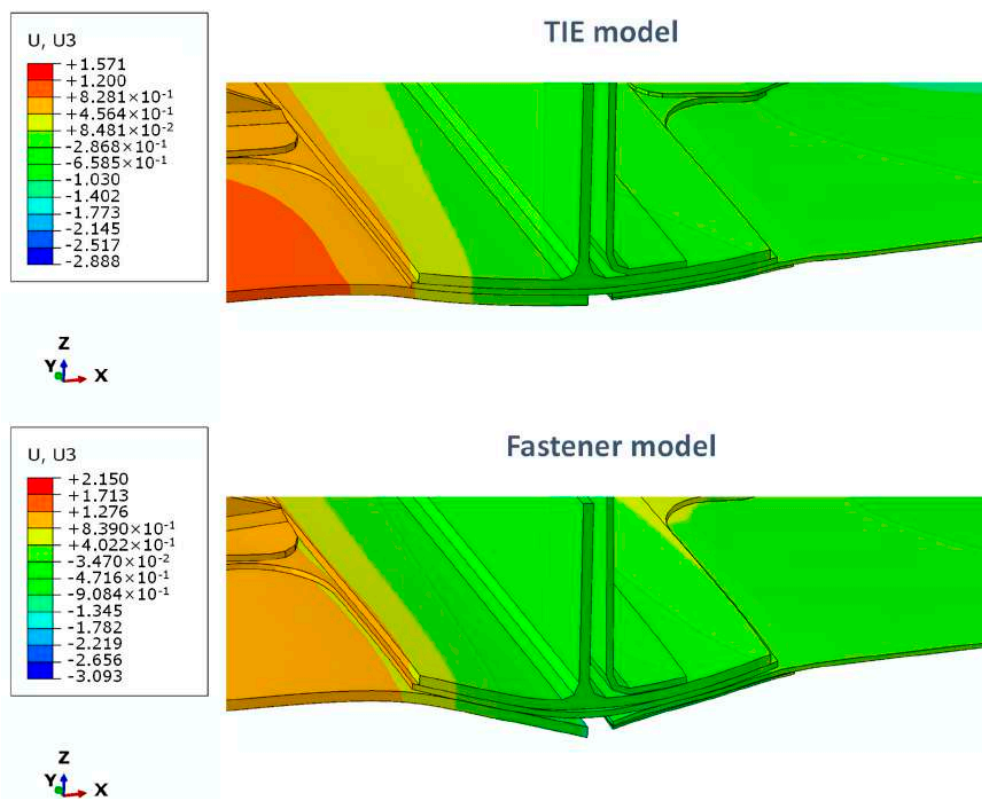 TIE model
U, U3
+1.571
+1.200
+8.281×10⁻¹
+4.564×10⁻¹
+8.481×10⁻²
-2.868×10⁻¹
-6.585×10⁻¹
-1.030
-1.402
-1.773
-2.145
-2.517
-2.888
Z
Y
X
Fastener model
U, U3
+2.150
+1.713
+1.276
+8.390×10⁻¹
+4.022×10⁻¹
-3.470×10⁻²
-4.716×10⁻¹
-9.084×10⁻¹
-1.345
-1.782
-2.219
-2.656
-3.093
Z
Y
X